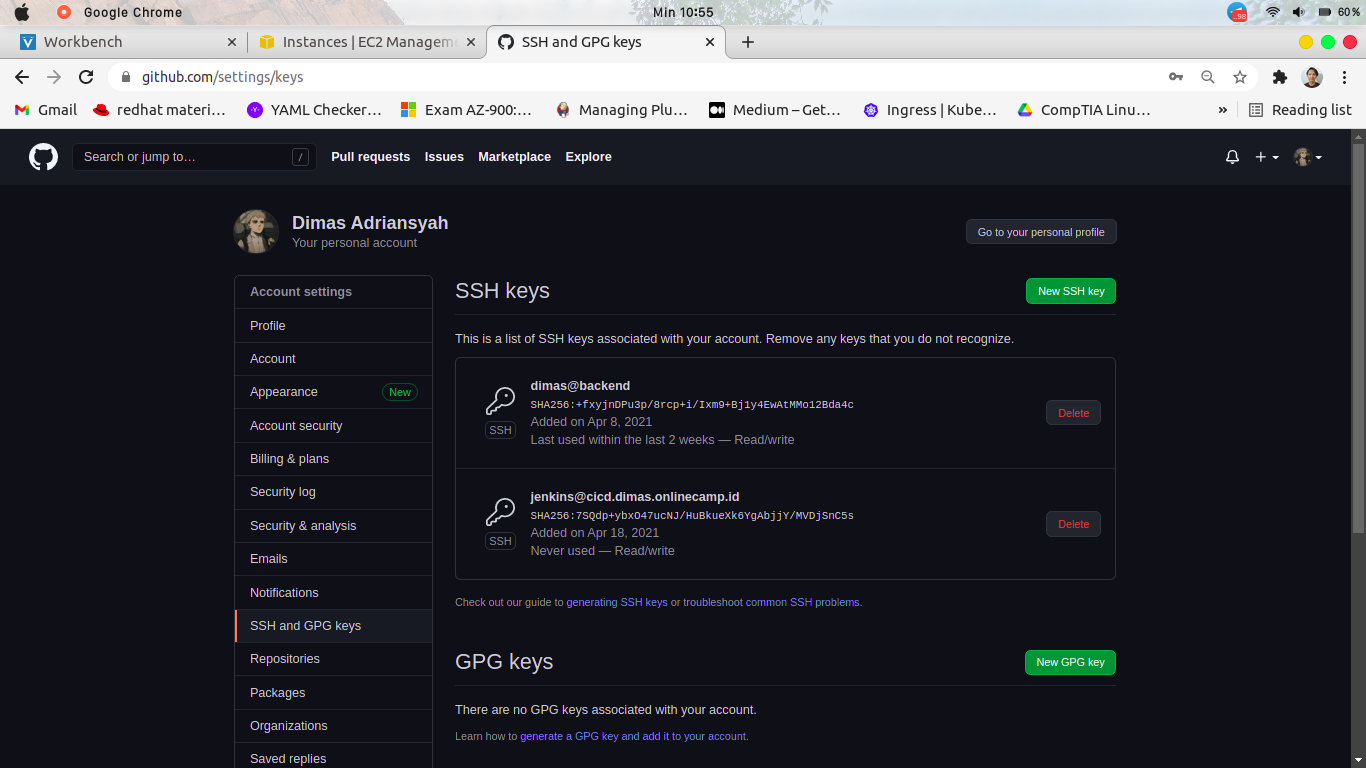 Google Chrome
Min 10:55
60%
Workbench
Instances | EC2 Managem
SSH and GPG keys
github.com/settings/keys
Gmail
redhat materi…
YAML Checker…
Exam AZ-900:…
Managing Plu…
Medium – Get…
Ingress | Kube…
CompTIA Linu…
»
Reading list
Search or jump to…
/
Pull requests
Issues
Marketplace
Explore
Dimas Adriansyah
Your personal account
Go to your personal profile
Account settings
Profile
Account
Appearance
New
Account security
Billing & plans
Security log
Security & analysis
Emails
Notifications
SSH and GPG keys
Repositories
Packages
Organizations
Saved replies
SSH keys
New SSH key
This is a list of SSH keys associated with your account. Remove any keys that you do not recognize.
SSH
dimas@backend
SHA256:+fxyjnDPu3p/8rcp+i/Ixm9+Bj1y4EwAtMMo12Bda4c
Added on Apr 8, 2021
Last used within the last 2 weeks — Read/write
Delete
SSH
jenkins@cicd.dimas.onlinecamp.id
SHA256:7SQdp+ybxO47ucNJ/HuBkueXk6YgAbjjY/MVDjSnC5s
Added on Apr 18, 2021
Never used — Read/write
Delete
Check out our guide to generating SSH keys or troubleshoot common SSH problems.
GPG keys
New GPG key
There are no GPG keys associated with your account.
Learn how to generate a GPG key and add it to your account.